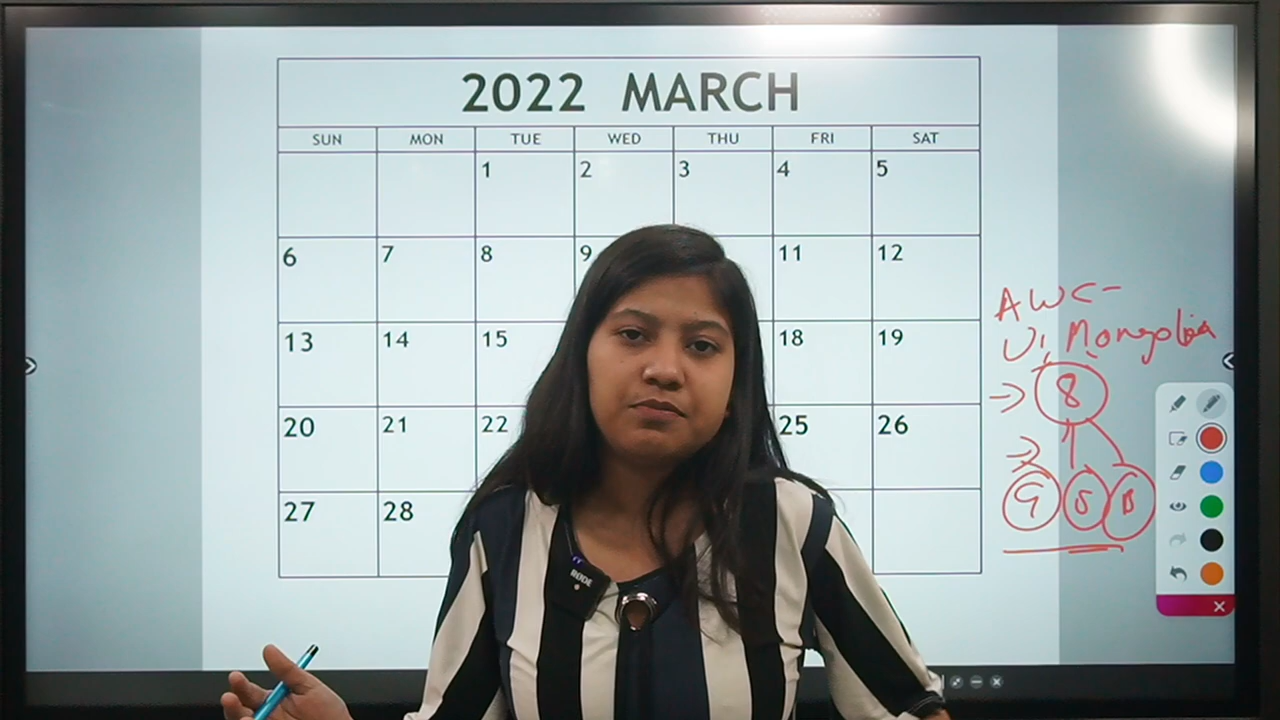 2022 MARCH
SUN MON TUE WED THU FRI SAT
1 2 3 4 5
6 7 8 9 11 12
13 14 15 18 19
20 21 22 25 26
27 28
AWC-
Mongolia
8
G S B
RODE